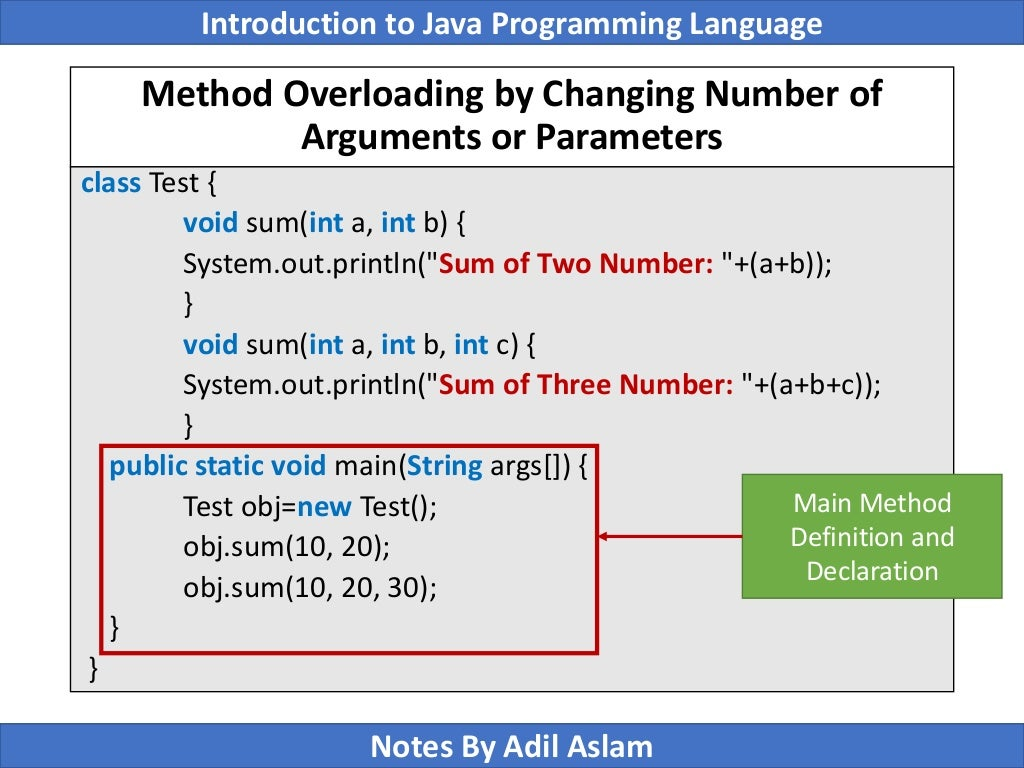 Introduction to Java Programming Language
Method Overloading by Changing Number of
Arguments or Parameters
class Test {
void sum(int a, int b) {
System.out.println("Sum of Two Number: "+(a+b));
}
void sum(int a, int b, int c) {
System.out.println("Sum of Three Number: "+(a+b+c));
}
public static void main(String args[]) {
Test obj=new Test();
obj.sum(10, 20);
obj.sum(10, 20, 30);
}
}
Main Method
Definition and
Declaration
Notes By Adil Aslam